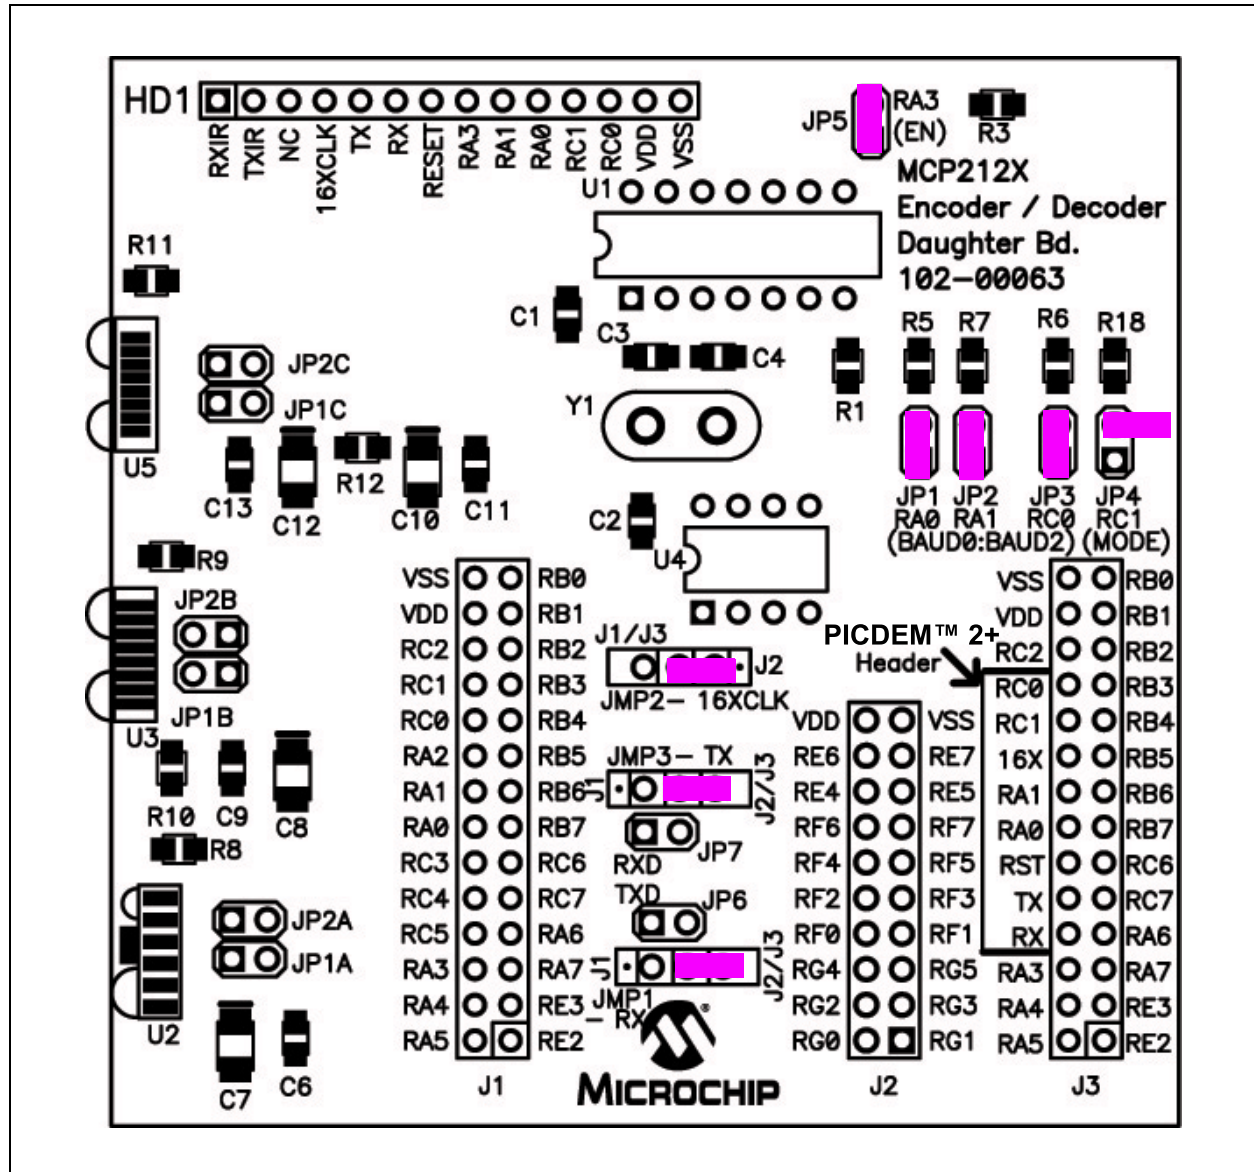 HD1
RXIR
TXIR
NC
16XCLK
TX
RX
RESET
RA3
RA1
RA0
RC1
RC0
VDD
VSS
JP5
RA3
(EN)
R3
MCP212X
Encoder / Decoder
Daughter Bd.
102-00063
U1
R11
C1
C3
C4
R5
R7
R6
R18
JP2C
JP1C
Y1
R1
U5
C13
C12
R12
C10
C11
C2
JP1
JP2
JP3
JP4
RA0
RA1
RC0
RC1
(BAUD0:BAUD2) (MODE)
U4
R9
JP2B
JP1B
U3
R10
C9
C8
R8
JP2A
JP1A
U2
C7
C6
VSS RB0
VDD RB1
RC2 RB2
RC1 RB3
RC0 RB4
RA2 RB5
RA1 RB6
RA0 RB7
RC3 RC6
RC4 RC7
RC5 RA6
RA3 RA7
RA4 RE3
RA5 RE2
J1
J1/J3
J2
JMP2- 16XCLK
JMP3- TX
J1
J2/J3
JP7
RXD
TXD
JP6
J1
J2/J3
JMP1
- RX
®
MICROCHIP
PICDEM™ 2+
Header
VDD VSS
RE6 RE7
RE4 RE5
RF6 RF7
RF4 RF5
RF2 RF3
RF0 RF1
RG4 RG5
RG2 RG3
RG0 RG1
J2
VSS RB0
VDD RB1
RC2 RB2
RC0 RB3
RC1 RB4
16X RB5
RA1 RB6
RA0 RB7
RST RC6
TX RC7
RX RA6
RA3 RA7
RA4 RE3
RA5 RE2
J3